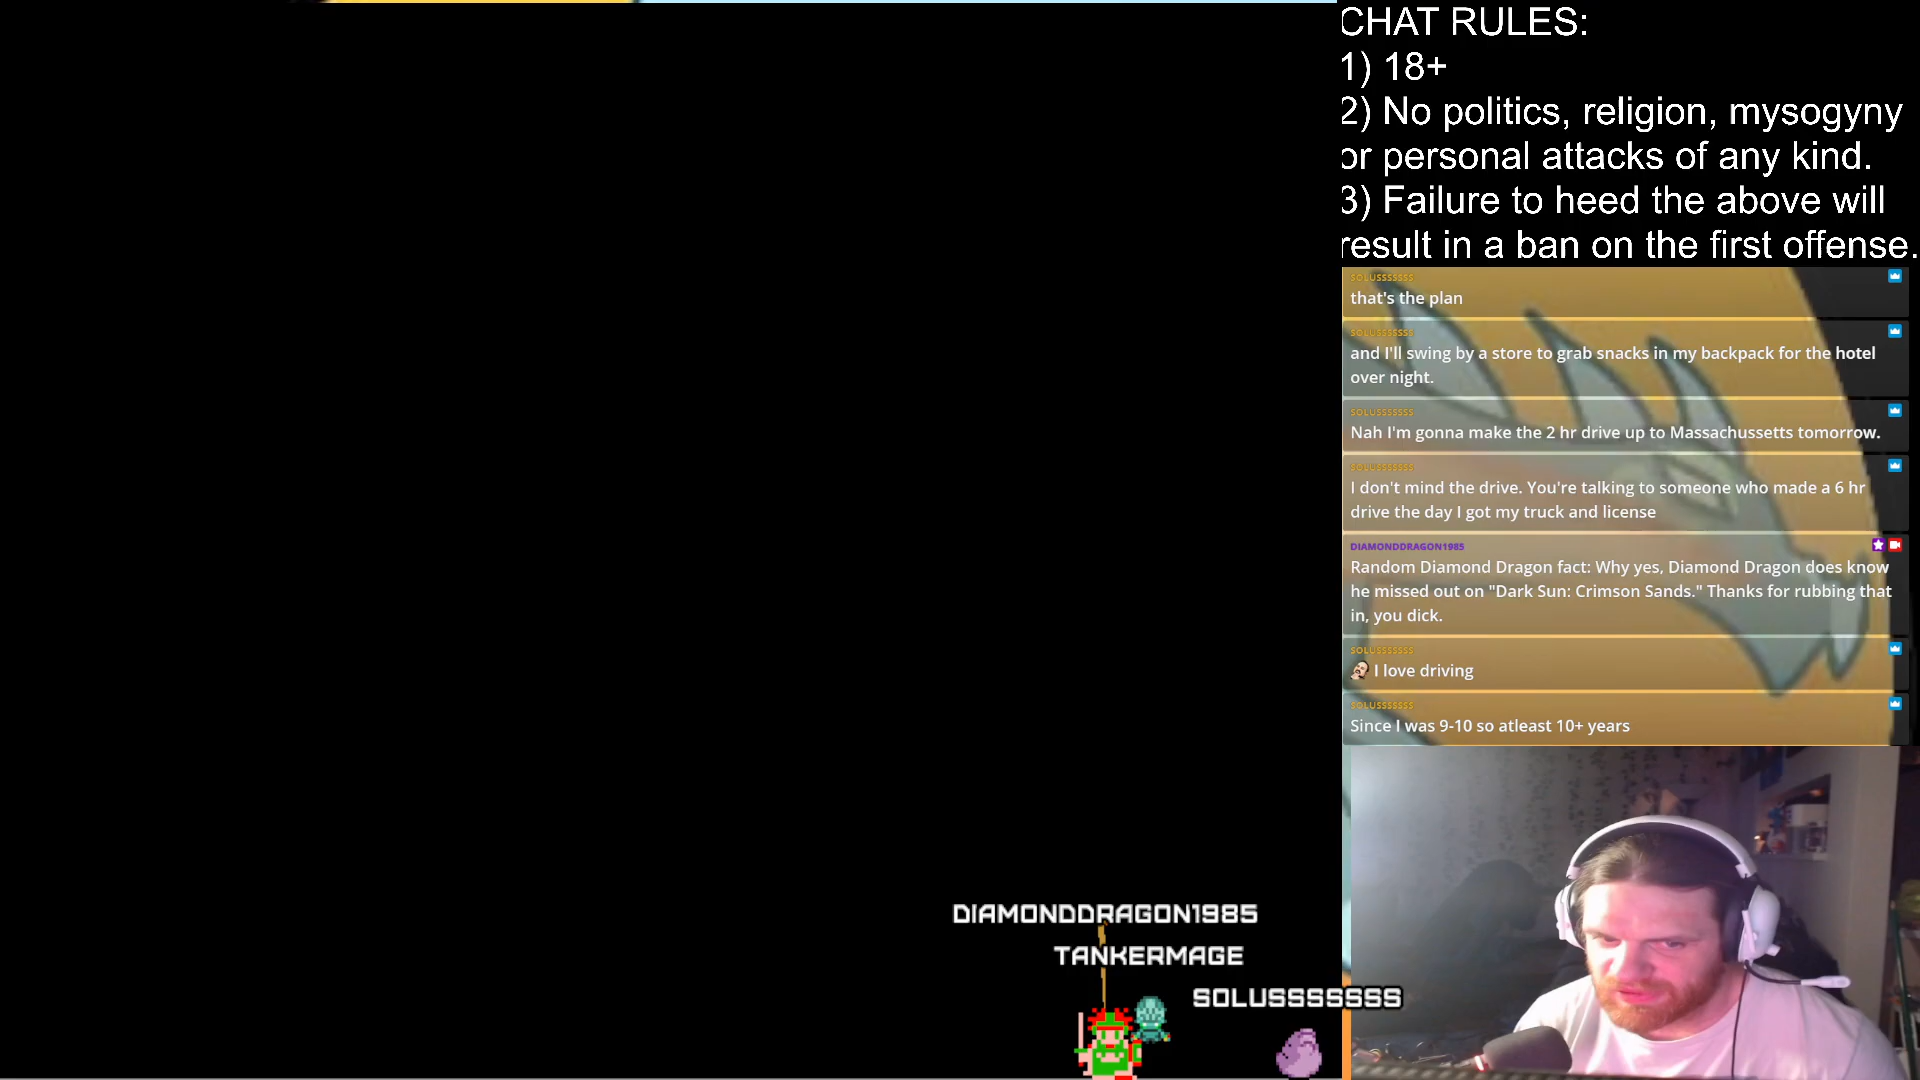 CHAT RULES:
1) 18+
2) No politics, religion, mysogyny
or personal attacks of any kind.
3) Failure to heed the above will
result in a ban on the first offense.
SOLUSSSSSSS
that's the plan
SOLUSSSSSSS
and I'll swing by a store to grab snacks in my backpack for the hotel
over night.
SOLUSSSSSSS
Nah I'm gonna make the 2 hr drive up to Massachussetts tomorrow.
SOLUSSSSSSS
I don't mind the drive. You're talking to someone who made a 6 hr
drive the day I got my truck and license
DIAMONDDRAGON1985
Random Diamond Dragon fact: Why yes, Diamond Dragon does know
he missed out on "Dark Sun: Crimson Sands." Thanks for rubbing that
in, you dick.
SOLUSSSSSSS
I love driving
SOLUSSSSSSS
Since I was 9-10 so atleast 10+ years
DIAMONDDRAGON1985
TANKERMAGE
SOLUSSSSSSS